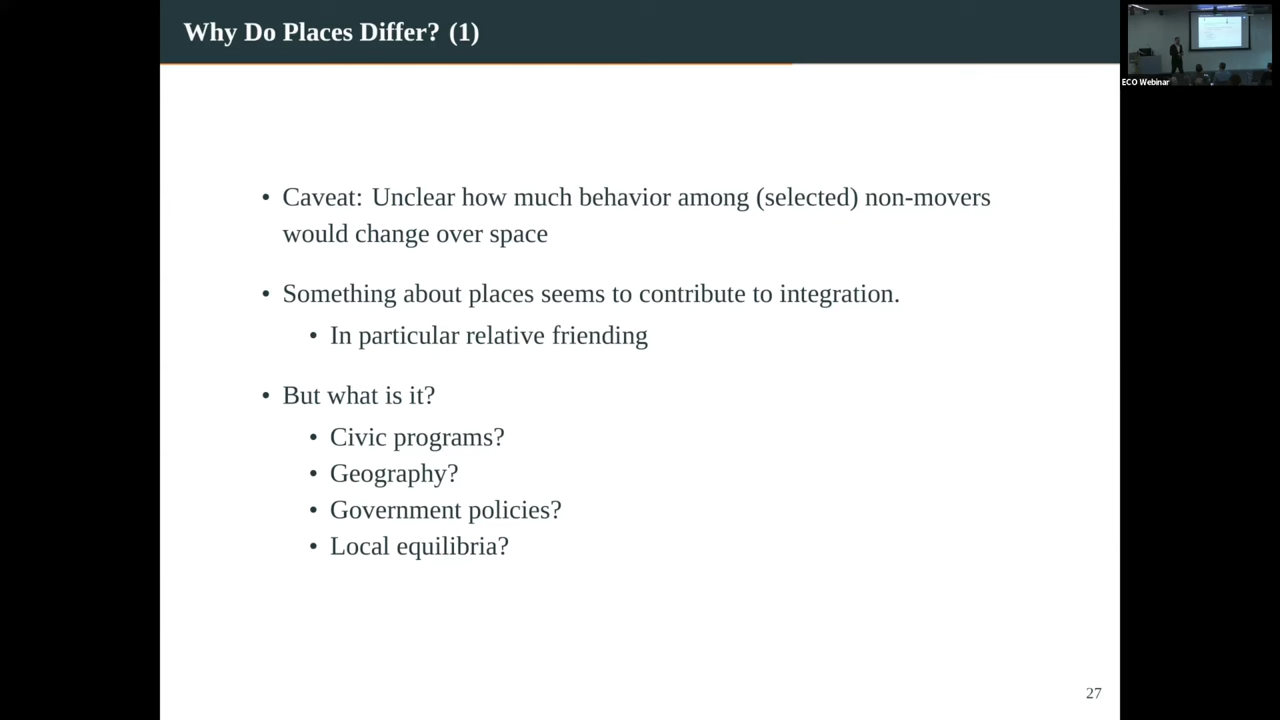 Why Do Places Differ? (1)
ECO Webinar
• Caveat: Unclear how much behavior among (selected) non-movers
would change over space
• Something about places seems to contribute to integration.
• In particular relative friending
• But what is it?
• Civic programs?
• Geography?
• Government policies?
• Local equilibria?
27